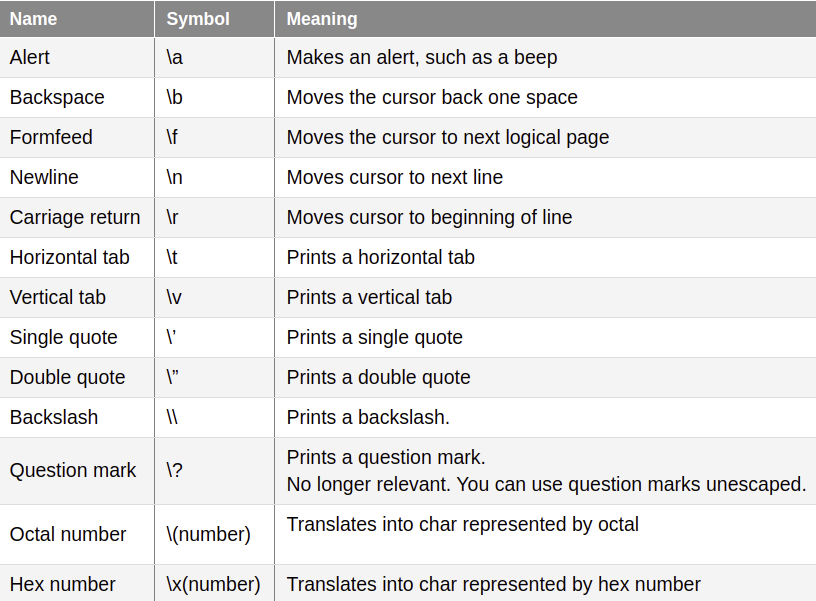 Name Symbol Meaning
Alert \a Makes an alert, such as a beep
Backspace \b Moves the cursor back one space
Formfeed \f Moves the cursor to next logical page
Newline \n Moves cursor to next line
Carriage return \r Moves cursor to beginning of line
Horizontal tab \t Prints a horizontal tab
Vertical tab \v Prints a vertical tab
Single quote \’ Prints a single quote
Double quote \” Prints a double quote
Backslash \\ Prints a backslash.
Question mark \? Prints a question mark.
No longer relevant. You can use question marks unescaped.
Octal number \(number) Translates into char represented by octal
Hex number \x(number) Translates into char represented by hex number